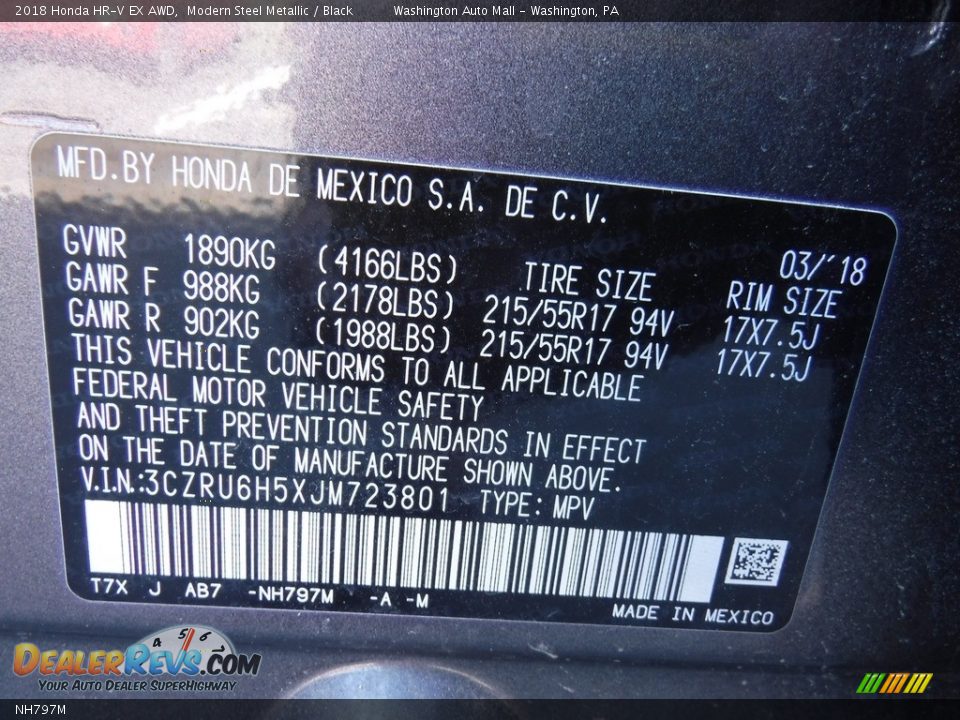 2018 Honda HR-V EX AWD, Modern Steel Metallic / Black Washington Auto Mall - Washington, PA
MFD.BY HONDA DE MEXICO S.A. DE C.V.
03/'18
GVWR 1890KG (4166LBS) TIRE SIZE RIM SIZE
GAWR F 988KG (2178LBS) 215/55R17 94V 17X7.5J
GAWR R 902KG (1988LBS) 215/55R17 94V 17X7.5J
THIS VEHICLE CONFORMS TO ALL APPLICABLE
FEDERAL MOTOR VEHICLE SAFETY
AND THEFT PREVENTION STANDARDS IN EFFECT
ON THE DATE OF MANUFACTURE SHOWN ABOVE.
V.I.N.:3CZRU6H5XJM723801 TYPE: MPV
T7X J AB7 -NH797M -A -M
MADE IN MEXICO
4 5 6
DEALERREVS.COM
YOUR AUTO DEALER SUPERHIGHWAY
NH797M